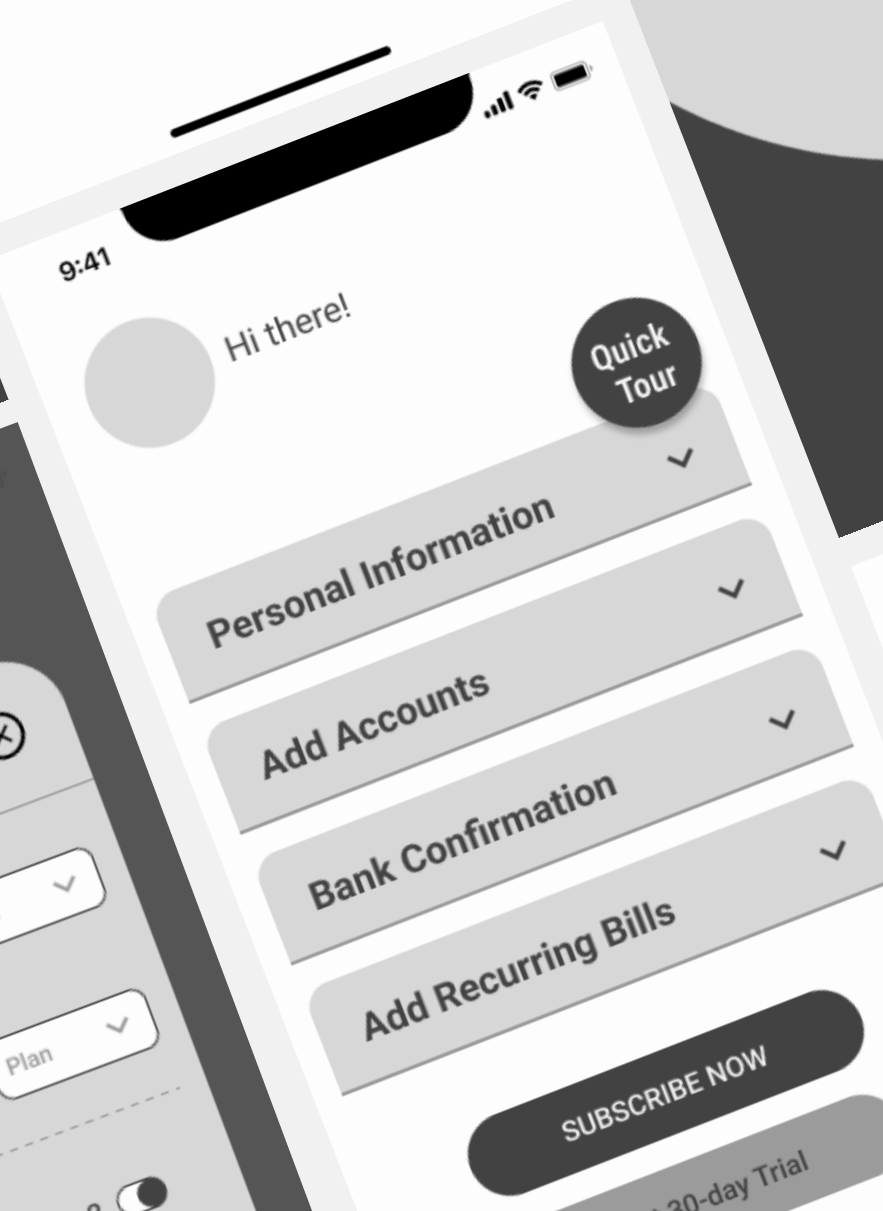 9:41
Hi there!
Quick
Tour
Personal Information
Add Accounts
Bank Confirmation
Add Recurring Bills
SUBSCRIBE NOW
30-day Trial
Plan
?